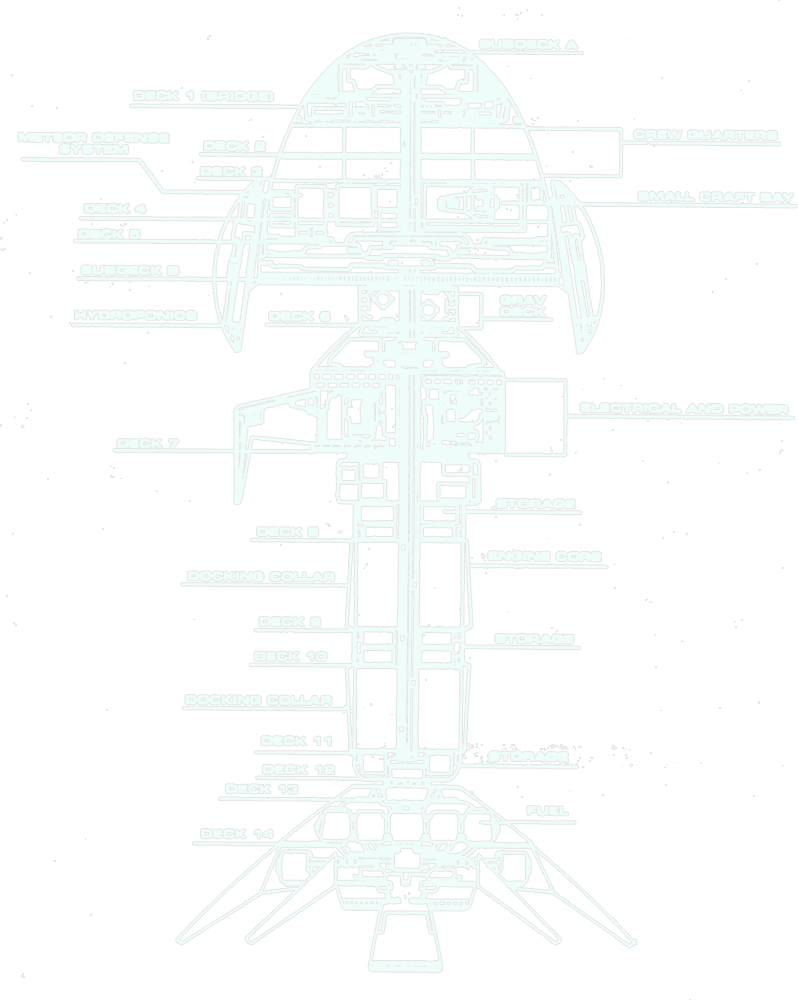 SUBDECK A
DECK 1 (BRIDGE)
CREW QUARTERS
METEOR DEFENSE
SYSTEM
DECK 2
DECK 3
SMALL CRAFT BAY
DECK 4
DECK 5
SUBDECK B
GRAV
DECK
HYDROPONICS
DECK 6
ELECTRICAL AND POWER
DECK 7
STORAGE
DECK 8
ENGINE CORE
DOCKING COLLAR
DECK 9
STORAGE
DECK 10
DOCKING COLLAR
DECK 11
STORAGE
DECK 12
DECK 13
FUEL
DECK 14